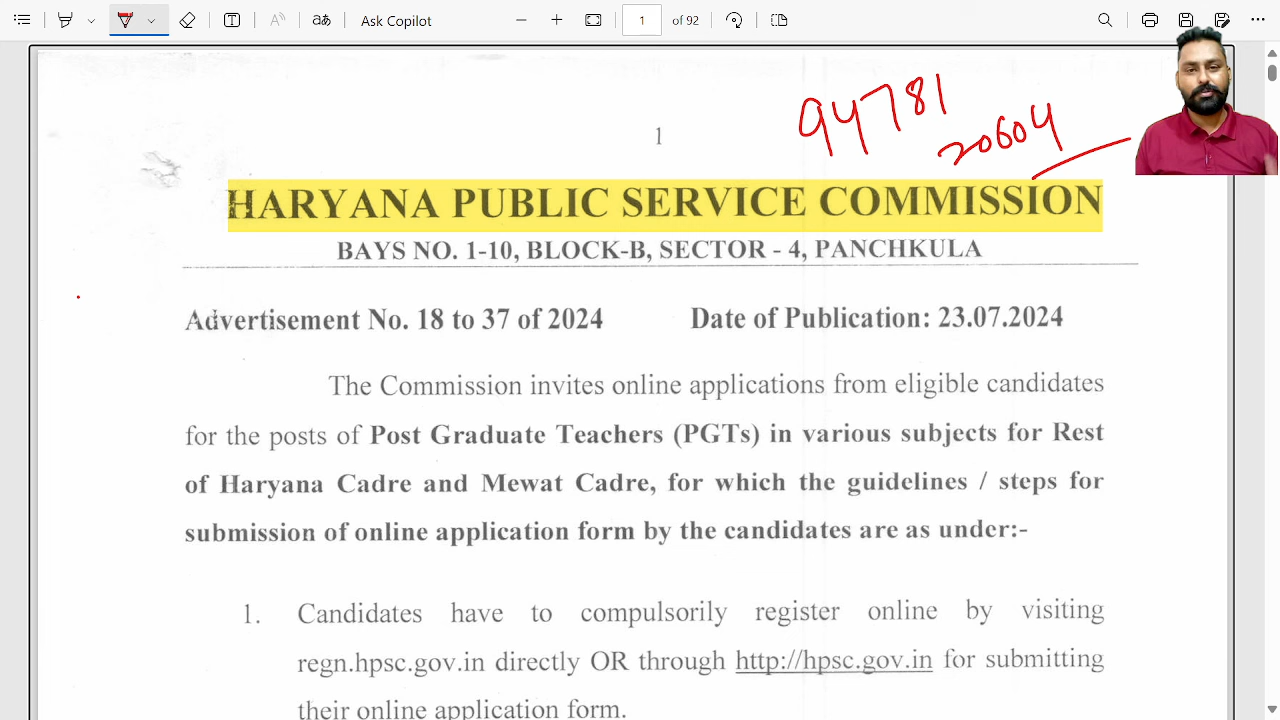 Ask Copilot
1 of 92
94781
20604
1
HARYANA PUBLIC SERVICE COMMISSION
BAYS NO. 1-10, BLOCK-B, SECTOR - 4, PANCHKULA
Advertisement No. 18 to 37 of 2024 Date of Publication: 23.07.2024
The Commission invites online applications from eligible candidates
for the posts of Post Graduate Teachers (PGTs) in various subjects for Rest
of Haryana Cadre and Mewat Cadre, for which the guidelines / steps for
submission of online application form by the candidates are as under:-
1. Candidates have to compulsorily register online by visiting
regn.hpsc.gov.in directly OR through http://hpsc.gov.in for submitting
their online application form.